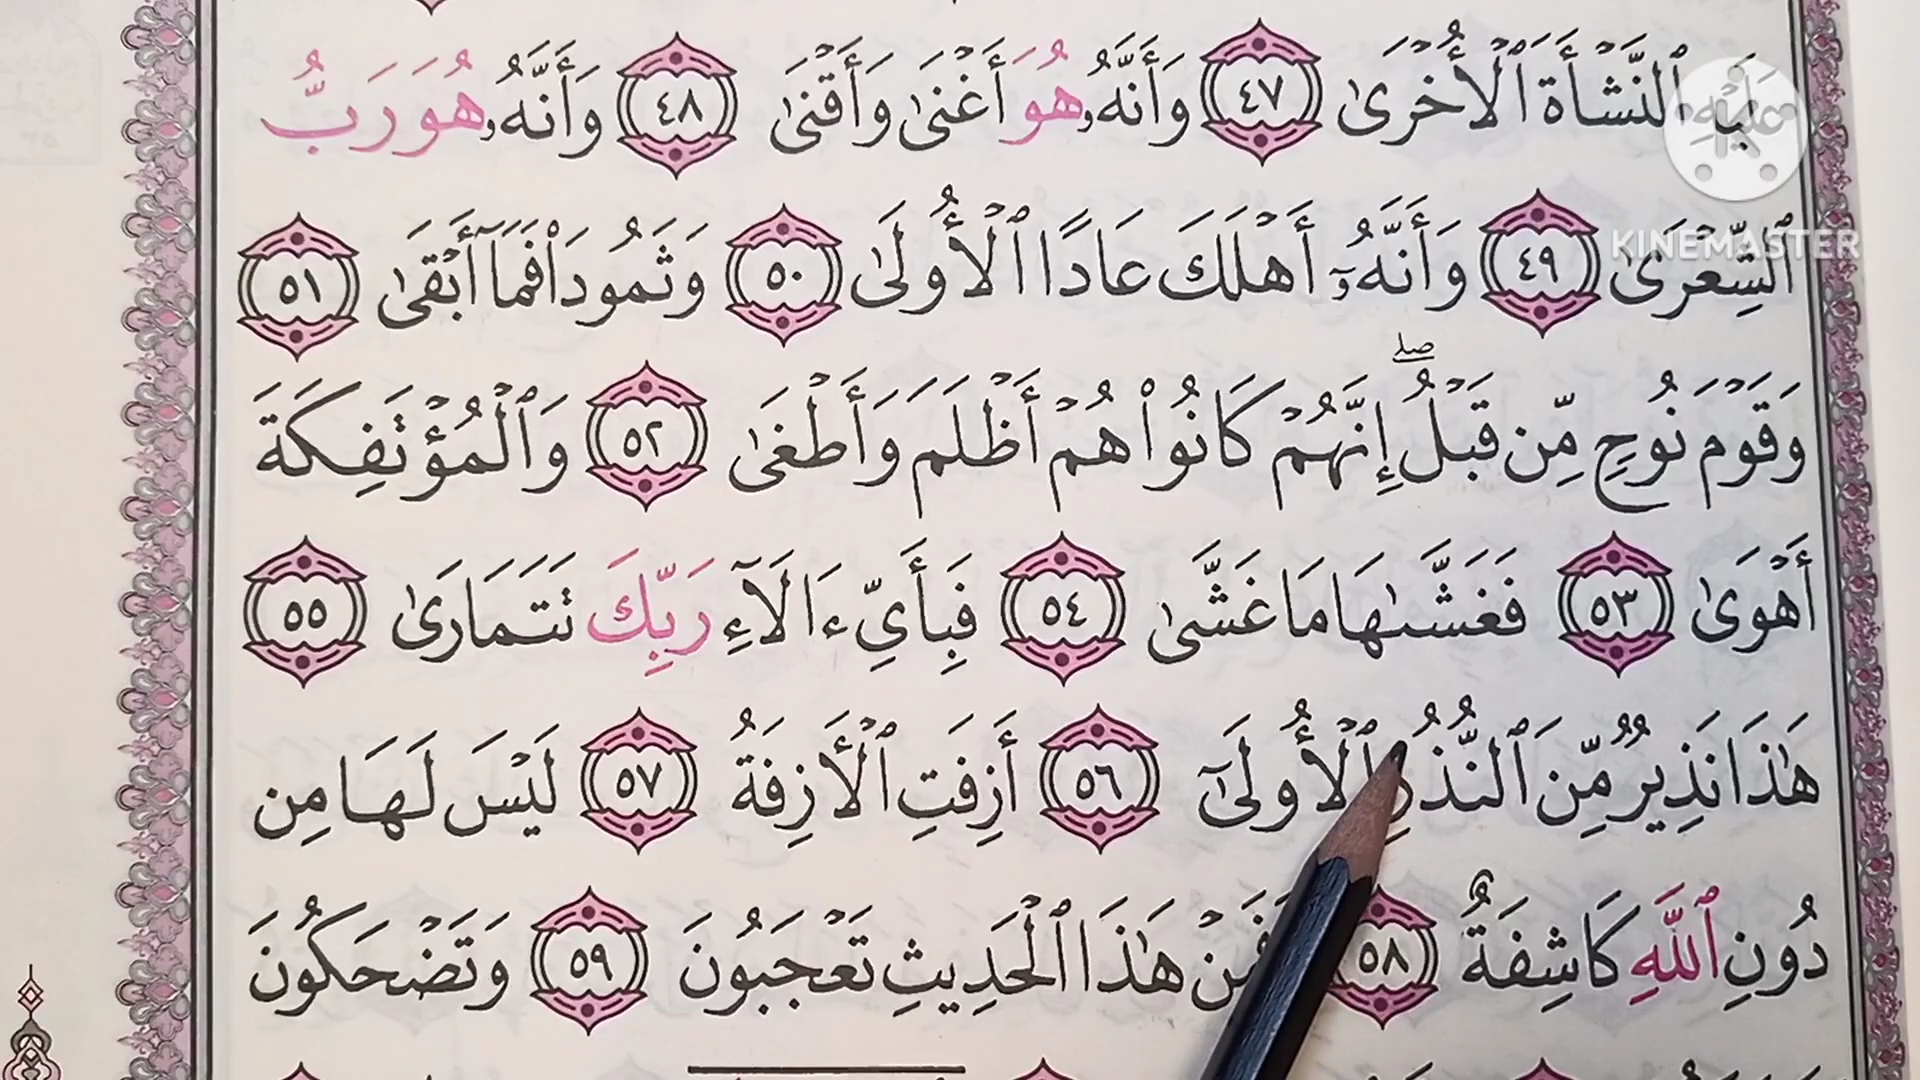 ٱلنَّشْأَةَ ٱلْأُخْرَىٰ ٤٧ وَأَنَّهُۥ هُوَ أَغْنَىٰ وَأَقْنَىٰ ٤٨ وَأَنَّهُۥ هُوَ رَبُّ
KINEMASTER
ٱلشِّعْرَىٰ ٤٩ وَأَنَّهُۥٓ أَهْلَكَ عَادًا ٱلْأُولَىٰ ٥٠ وَثَمُودَا۟ فَمَآ أَبْقَىٰ ٥١
وَقَوْمَ نُوحٍ مِّن قَبْلُ ۖ إِنَّهُمْ كَانُوا۟ هُمْ أَظْلَمَ وَأَطْغَىٰ ٥٢ وَٱلْمُؤْتَفِكَةَ
أَهْوَىٰ ٥٣ فَغَشَّىٰهَا مَا غَشَّىٰ ٥٤ فَبِأَىِّ ءَالَآءِ رَبِّكَ تَتَمَارَىٰ ٥٥
هَٰذَا نَذِيرٌ مِّنَ ٱلنُّذُرِ ٱلْأُولَىٰٓ ٥٦ أَزِفَتِ ٱلْـَٔازِفَةُ ٥٧ لَيْسَ لَهَا مِن
دُونِ ٱللَّهِ كَاشِفَةٌ ٥٨ هَٰذَا ٱلْحَدِيثِ تَعْجَبُونَ ٥٩ وَتَضْحَكُونَ